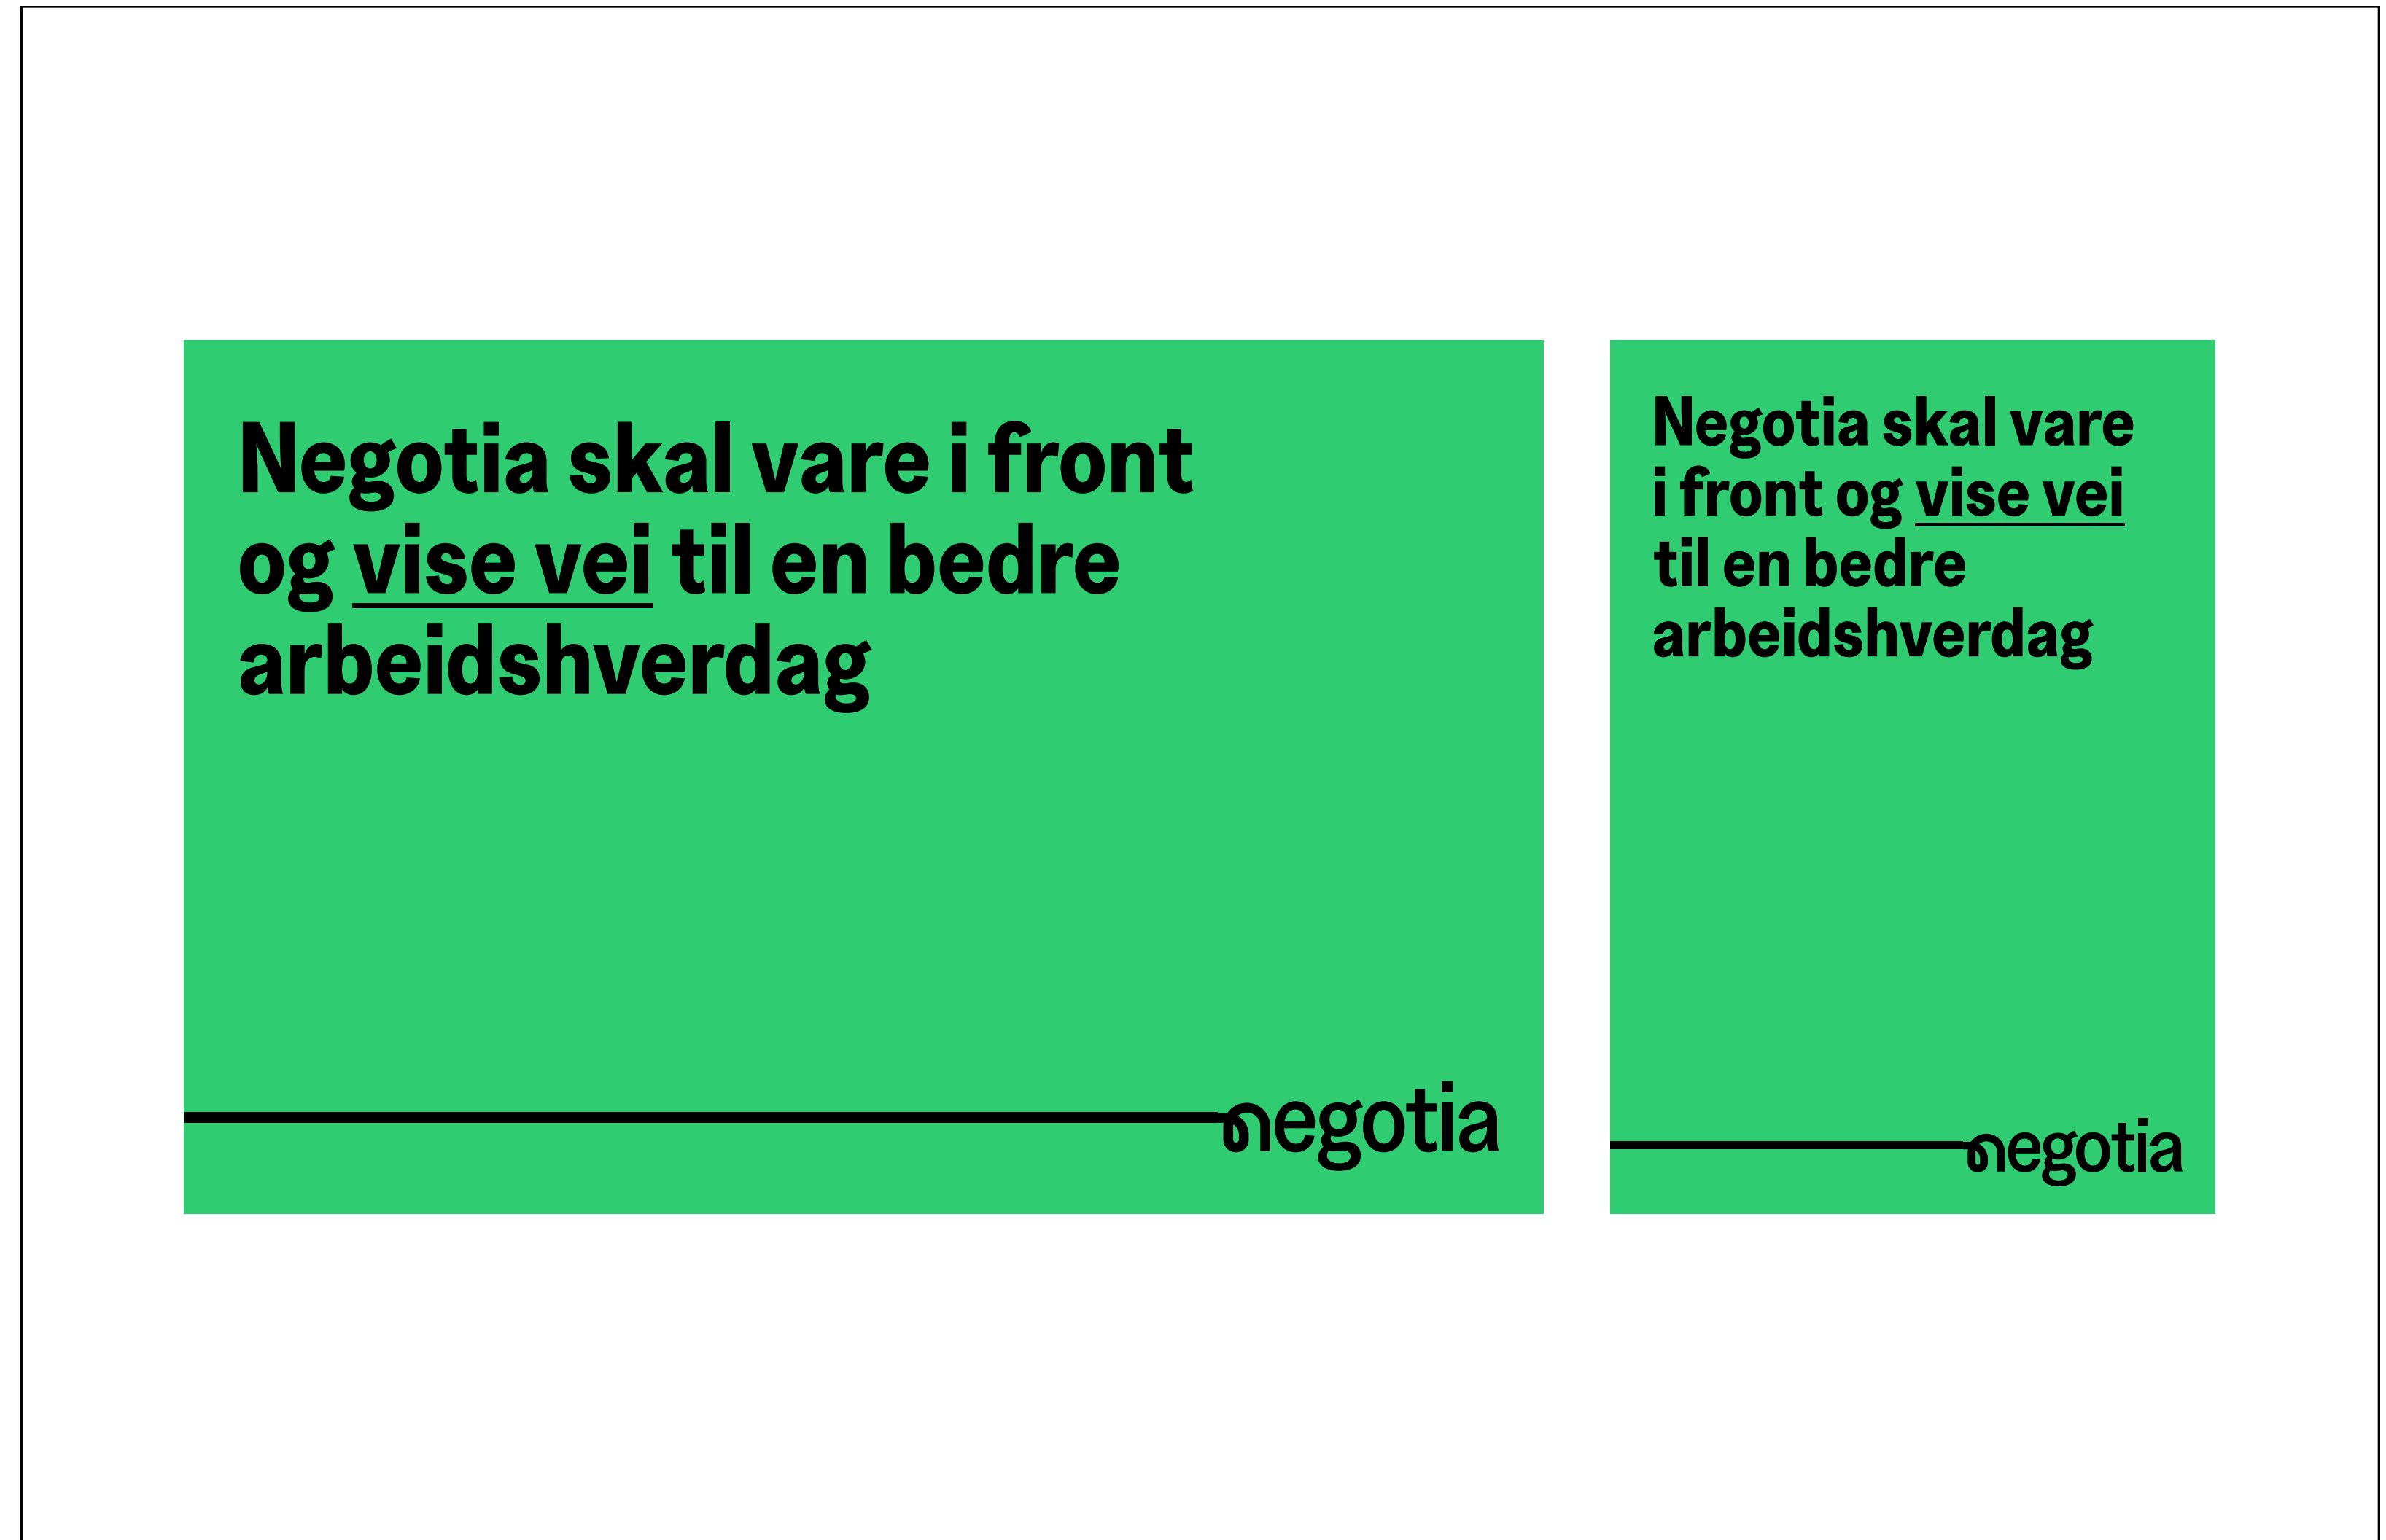 Negotia skal vare i front
og vise vei til en bedre
arbeidshverdag
negotia
Negotia skal vare
i front og vise vei
til en bedre
arbeidshverdag
negotia